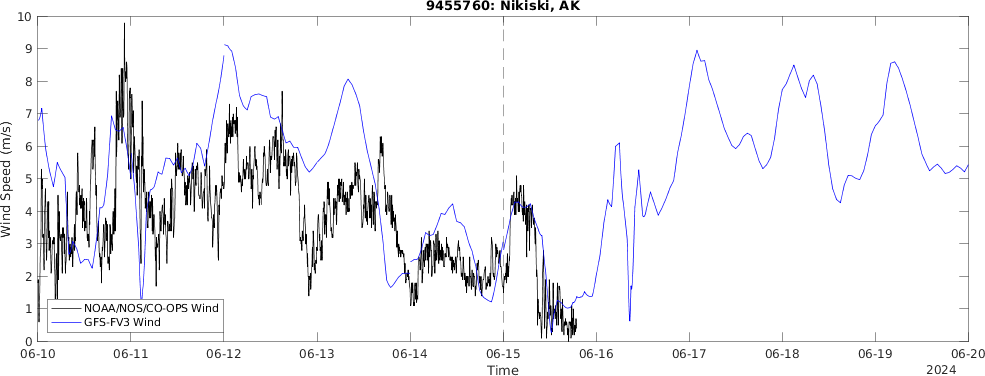 9455760: Nikiski, AK
Wind Speed (m/s)
10
9
8
7
6
5
4
3
2
1
0
NOAA/NOS/CO-OPS Wind
GFS-FV3 Wind
06-10 06-11 06-12 06-13 06-14 06-15 06-16 06-17 06-18 06-19 06-20
Time
2024